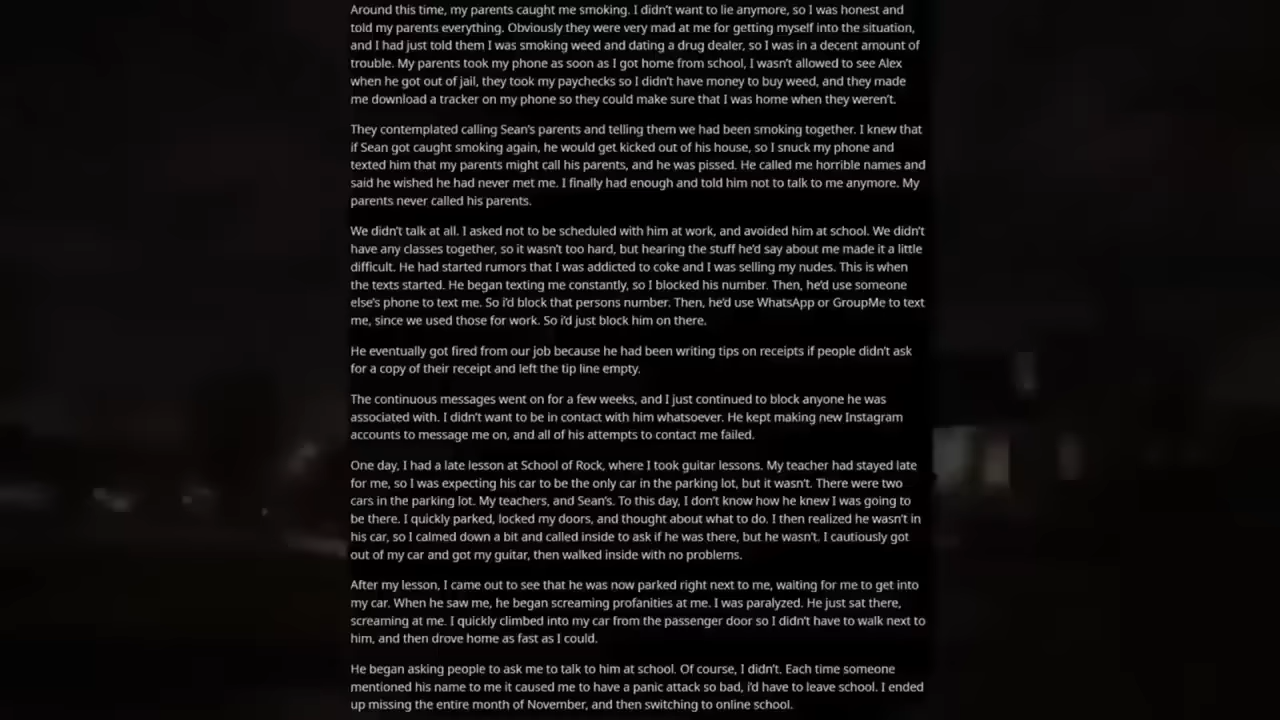 Around this time, my parents caught me smoking. I didn't want to lie anymore, so I was honest and
told my parents everything. Obviously they were very mad at me for getting myself into the situation,
and I had just told them I was smoking weed and dating a drug dealer, so I was in a decent amount of
trouble. My parents took my phone as soon as I got home from school, I wasn't allowed to see Alex
when he got out of jail, they took my paychecks so I didn't have money to buy weed, and they made
me download a tracker on my phone so they could make sure that I was home when they weren't.
They contemplated calling Sean's parents and telling them we had been smoking together. I knew that
if Sean got caught smoking again, he would get kicked out of his house, so I snuck my phone and
texted him that my parents might call his parents, and he was pissed. He called me horrible names and
said he wished he had never met me. I finally had enough and told him not to talk to me anymore. My
parents never called his parents.
We didn't talk at all. I asked not to be scheduled with him at work, and avoided him at school. We didn't
have any classes together, so it wasn't too hard, but hearing the stuff he'd say about me made it a little
difficult. He had started rumors that I was addicted to coke and I was selling my nudes. This is when
the texts started. He began texting me constantly, so I blocked his number. Then, he'd use someone
else's phone to text me. So i'd block that persons number. Then, he'd use WhatsApp or GroupMe to text
me, since we used those for work. So i'd just block him on there.
He eventually got fired from our job because he had been writing tips on receipts if people didn't ask
for a copy of their receipt and left the tip line empty.
The continuous messages went on for a few weeks, and I just continued to block anyone he was
associated with. I didn't want to be in contact with him whatsoever. He kept making new Instagram
accounts to message me on, and all of his attempts to contact me failed.
One day, I had a late lesson at School of Rock, where I took guitar lessons. My teacher had stayed late
for me, so I was expecting his car to be the only car in the parking lot, but it wasn't. There were two
cars in the parking lot. My teachers, and Sean's. To this day, I don't know how he knew I was going to
be there. I quickly parked, locked my doors, and thought about what to do. I then realized he wasn't in
his car, so I calmed down a bit and called inside to ask if he was there, but he wasn't. I cautiously got
out of my car and got my guitar, then walked inside with no problems.
After my lesson, I came out to see that he was now parked right next to me, waiting for me to get into
my car. When he saw me, he began screaming profanities at me. I was paralyzed. He just sat there,
screaming at me. I quickly climbed into my car from the passenger door so I didn't have to walk next to
him, and then drove home as fast as I could.
He began asking people to ask me to talk to him at school. Of course, I didn't. Each time someone
mentioned his name to me it caused me to have a panic attack so bad, i'd have to leave school. I ended
up missing the entire month of November, and then switching to online school.